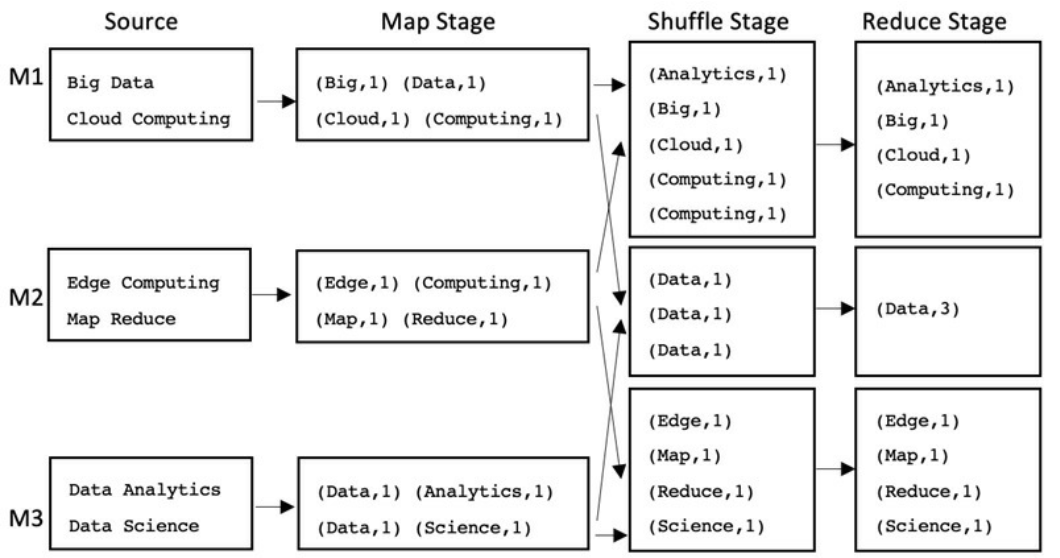 Source
Map Stage
Shuffle Stage
Reduce Stage
M1
Big Data
Cloud Computing
(Big,1) (Data,1)
(Cloud,1) (Computing,1)
(Analytics,1)
(Big,1)
(Cloud,1)
(Computing,1)
(Computing,1)
(Analytics,1)
(Big,1)
(Cloud,1)
(Computing,1)
M2
Edge Computing
Map Reduce
(Edge,1) (Computing,1)
(Map,1) (Reduce,1)
(Data,1)
(Data,1)
(Data,1)
(Data,3)
M3
Data Analytics
Data Science
(Data,1) (Analytics,1)
(Data,1) (Science,1)
(Edge,1)
(Map,1)
(Reduce,1)
(Science,1)
(Edge,1)
(Map,1)
(Reduce,1)
(Science,1)